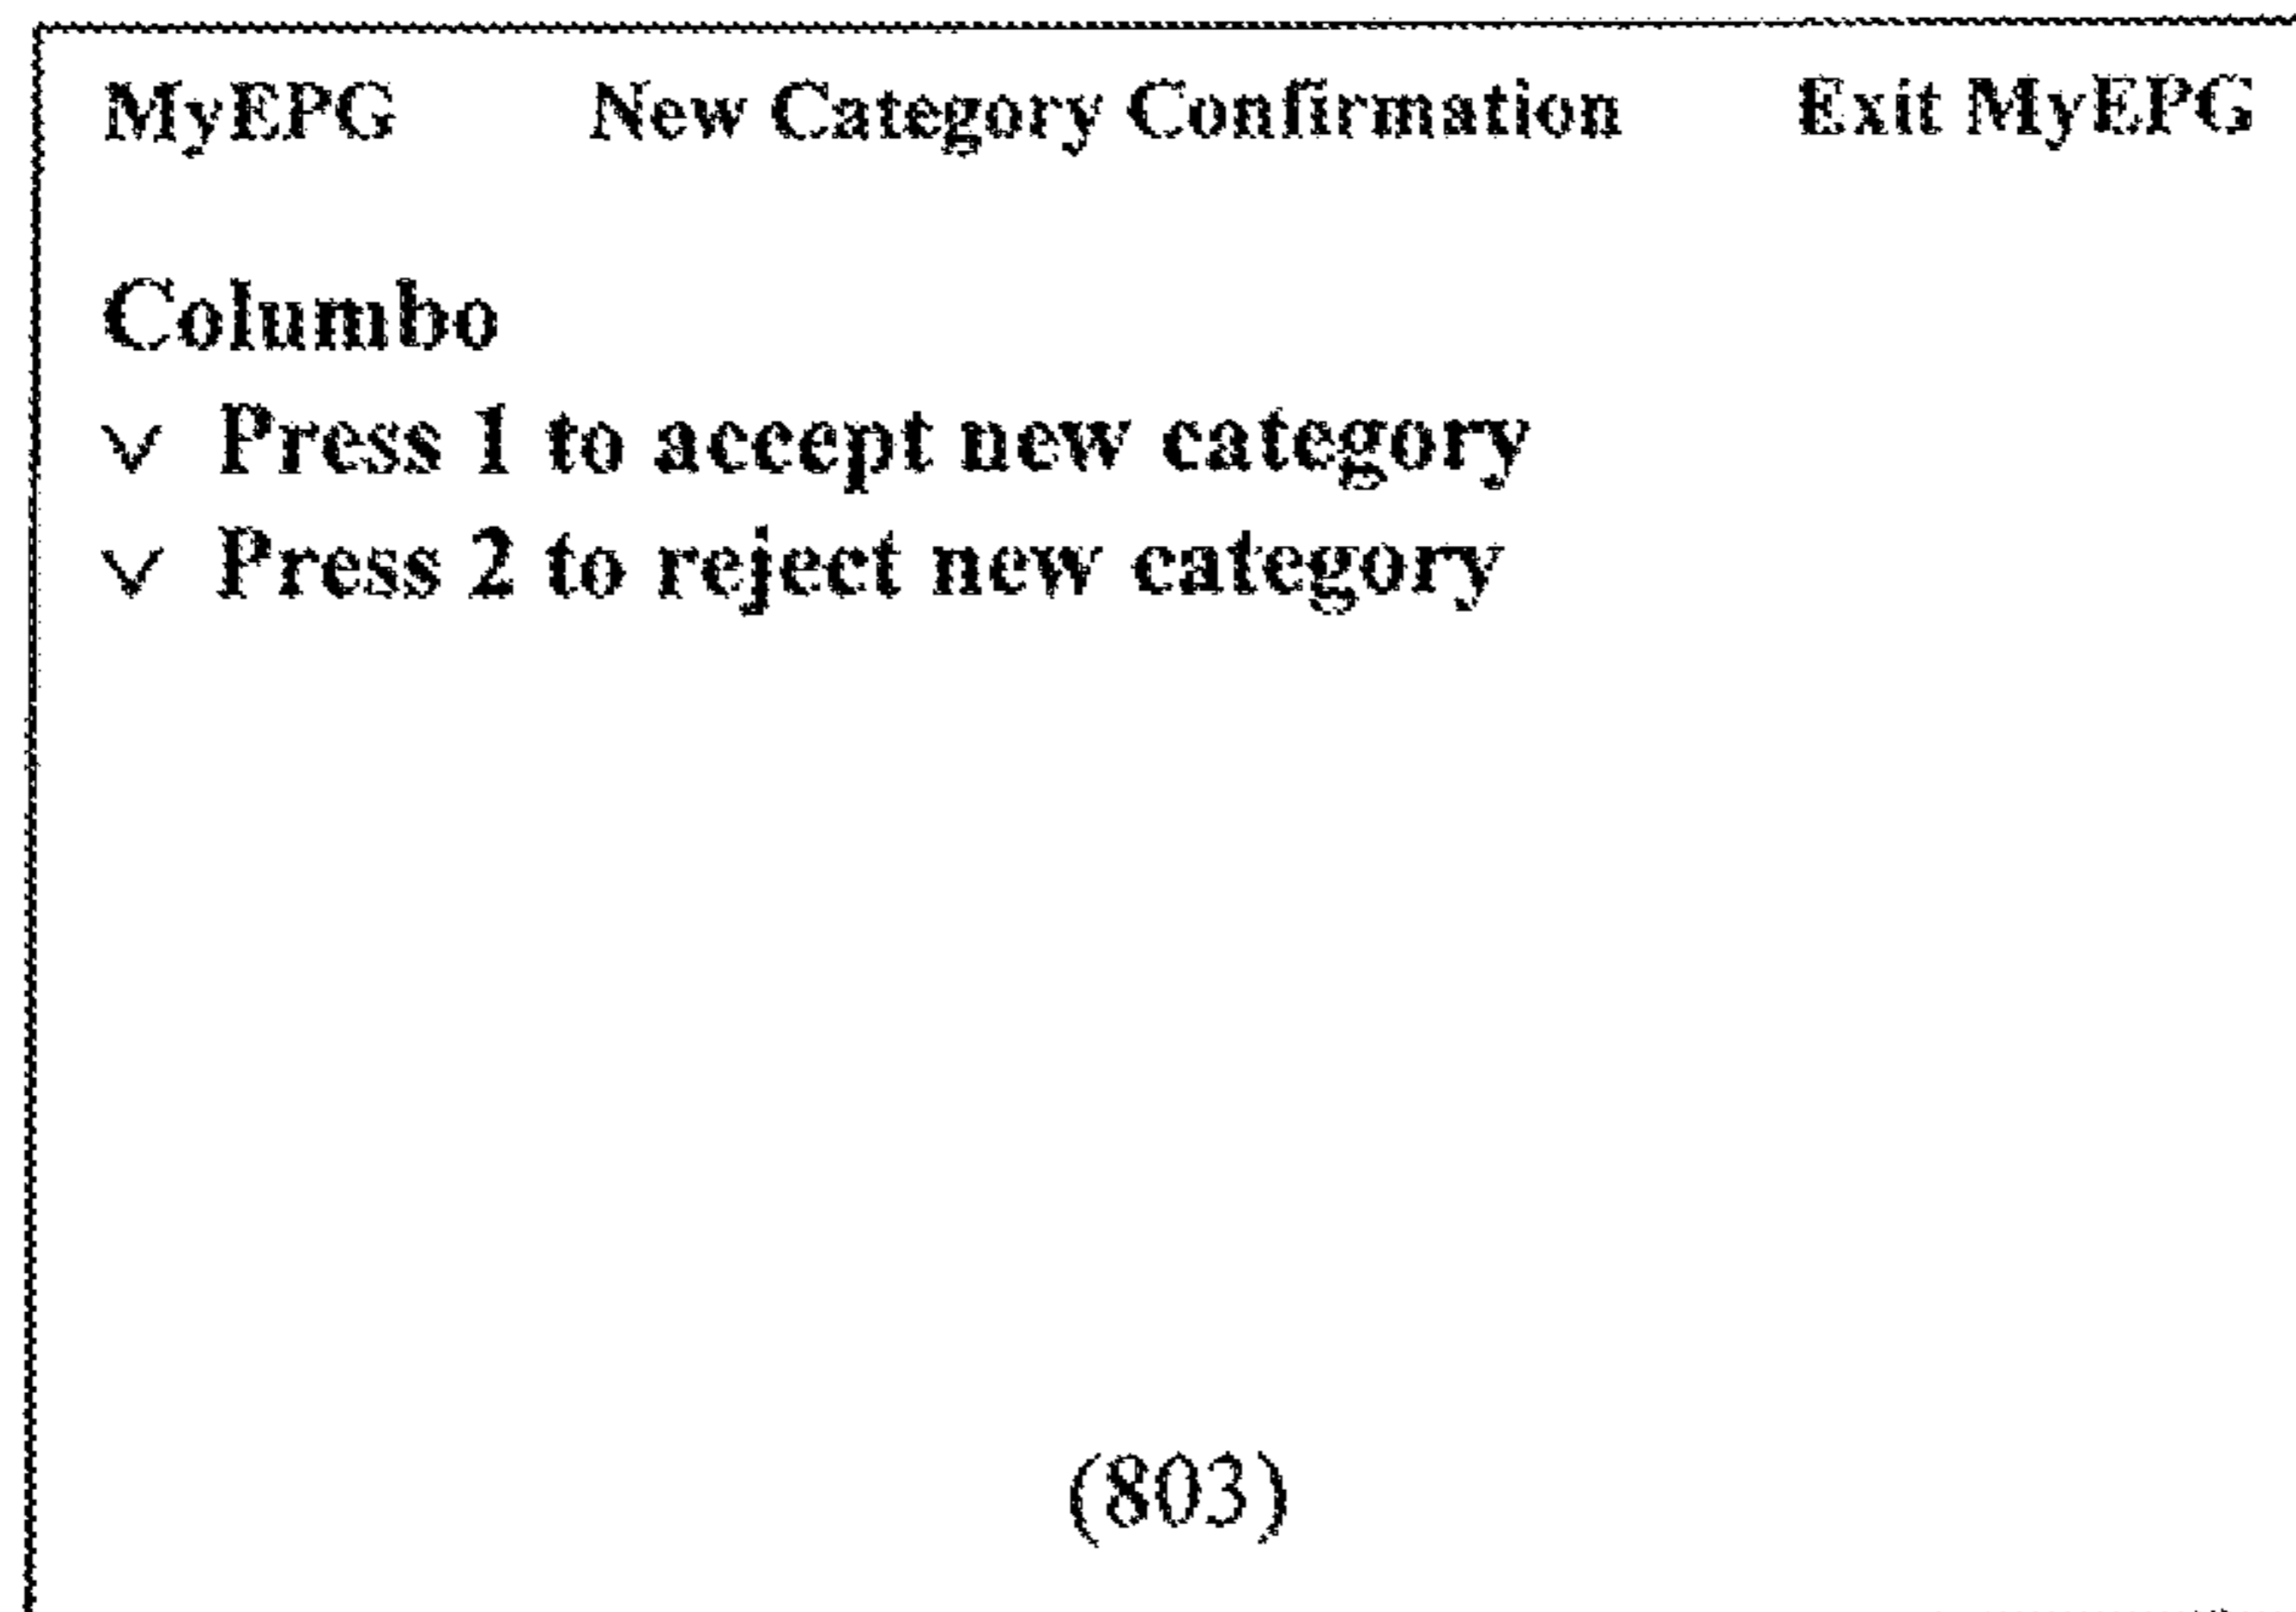 MyEPG New Category Confirmation Exit MyEPG
Columbo
✓ Press 1 to accept new category
✓ Press 2 to reject new category
(803)